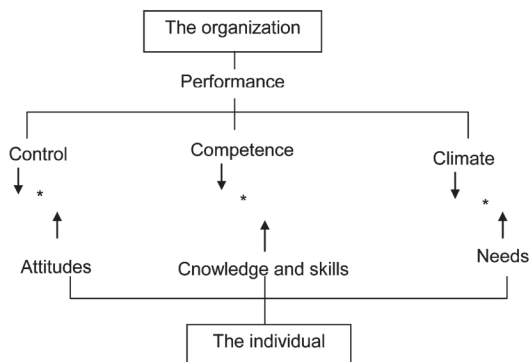 The organization
Performance
Control
Competence
Climate
*
*
*
Attitudes
Cnowledge and skills
Needs
The individual